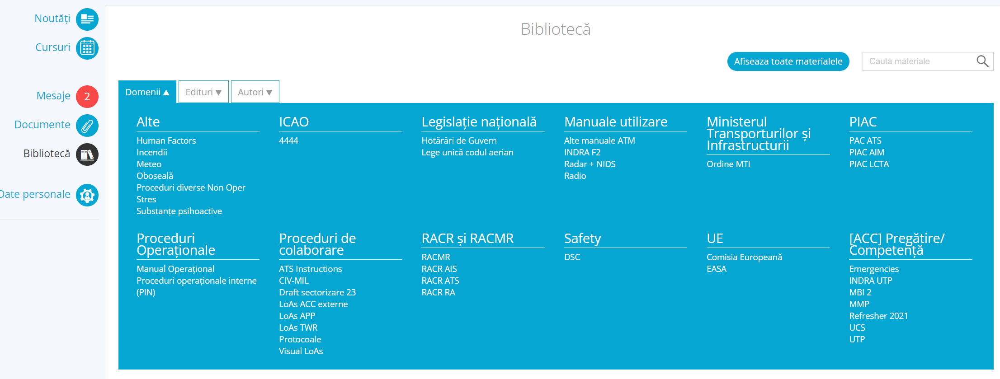 Noutăți
Cursuri
Mesaje 2
Documente
Bibliotecă
Date personale
Bibliotecă
Afiseaza toate materialele
Cauta materiale
Domenii ▲
Edituri ▼
Autori ▼
Alte
Human Factors
Incendii
Meteo
Oboseală
Proceduri diverse Non Oper
Stres
Substanțe psihoactive
ICAO
4444
Legislație națională
Hotărâri de Guvern
Lege unică codul aerian
Manuale utilizare
Alte manuale ATM
INDRA F2
Radar + NIDS
Radio
Ministerul
Transporturilor și
Infrastructurii
Ordine MTI
PIAC
PAC ATS
PIAC AIM
PIAC LCTA
Proceduri
Operaționale
Manual Operațional
Proceduri operaționale interne
(PIN)
Proceduri de
colaborare
ATS Instructions
CIV-MIL
Draft sectorizare 23
LoAs ACC externe
LoAs APP
LoAs TWR
Protocoale
Visual LoAs
RACR și RACMR
RACMR
RACR AIS
RACR ATS
RACR RA
Safety
DSC
UE
Comisia Europeană
EASA
[ACC] Pregătire/
Competență
Emergencies
INDRA UTP
MBI 2
MMP
Refresher 2021
UCS
UTP